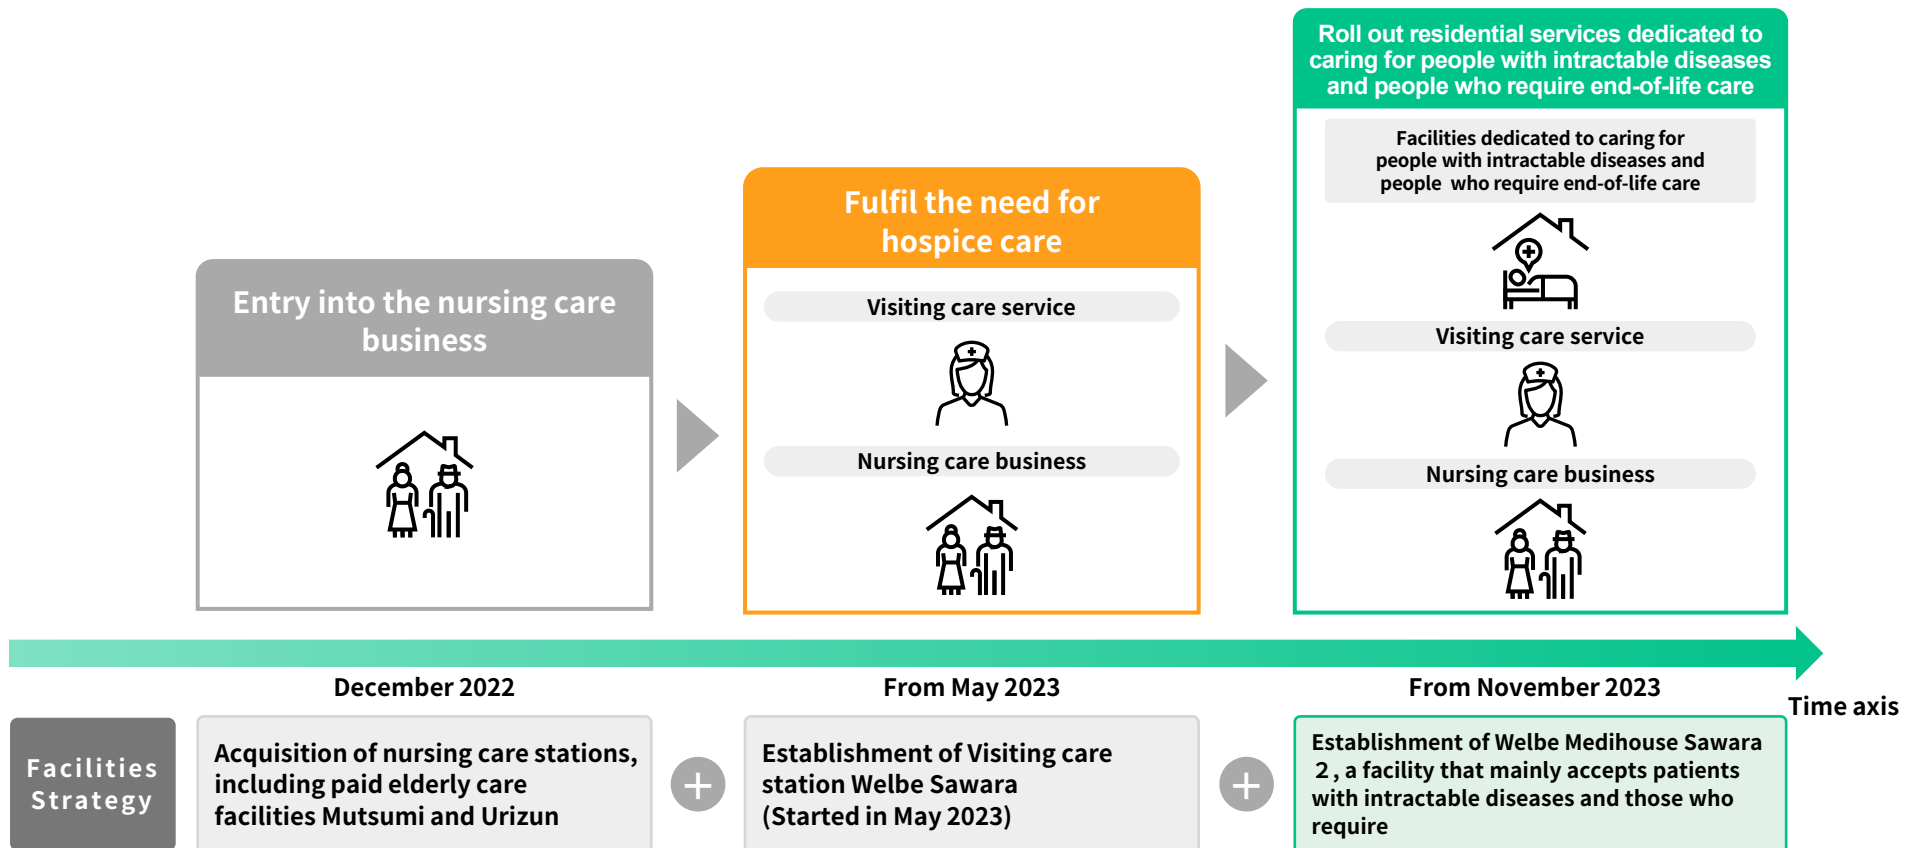 Entry into the nursing care
business
Fulfil the need for
hospice care
Visiting care service
Nursing care business
Roll out residential services dedicated to
caring for people with intractable diseases
and people who require end-of-life care
Facilities dedicated to caring for
people with intractable diseases and
people who require end-of-life care
Visiting care service
Nursing care business
December 2022
From May 2023
From November 2023
Time axis
Facilities
Strategy
Acquisition of nursing care stations,
including paid elderly care
facilities Mutsumi and Urizun
+
Establishment of Visiting care
station Welbe Sawara
(Started in May 2023)
+
Establishment of Welbe Medihouse Sawara
２, a facility that mainly accepts patients
with intractable diseases and those who
require